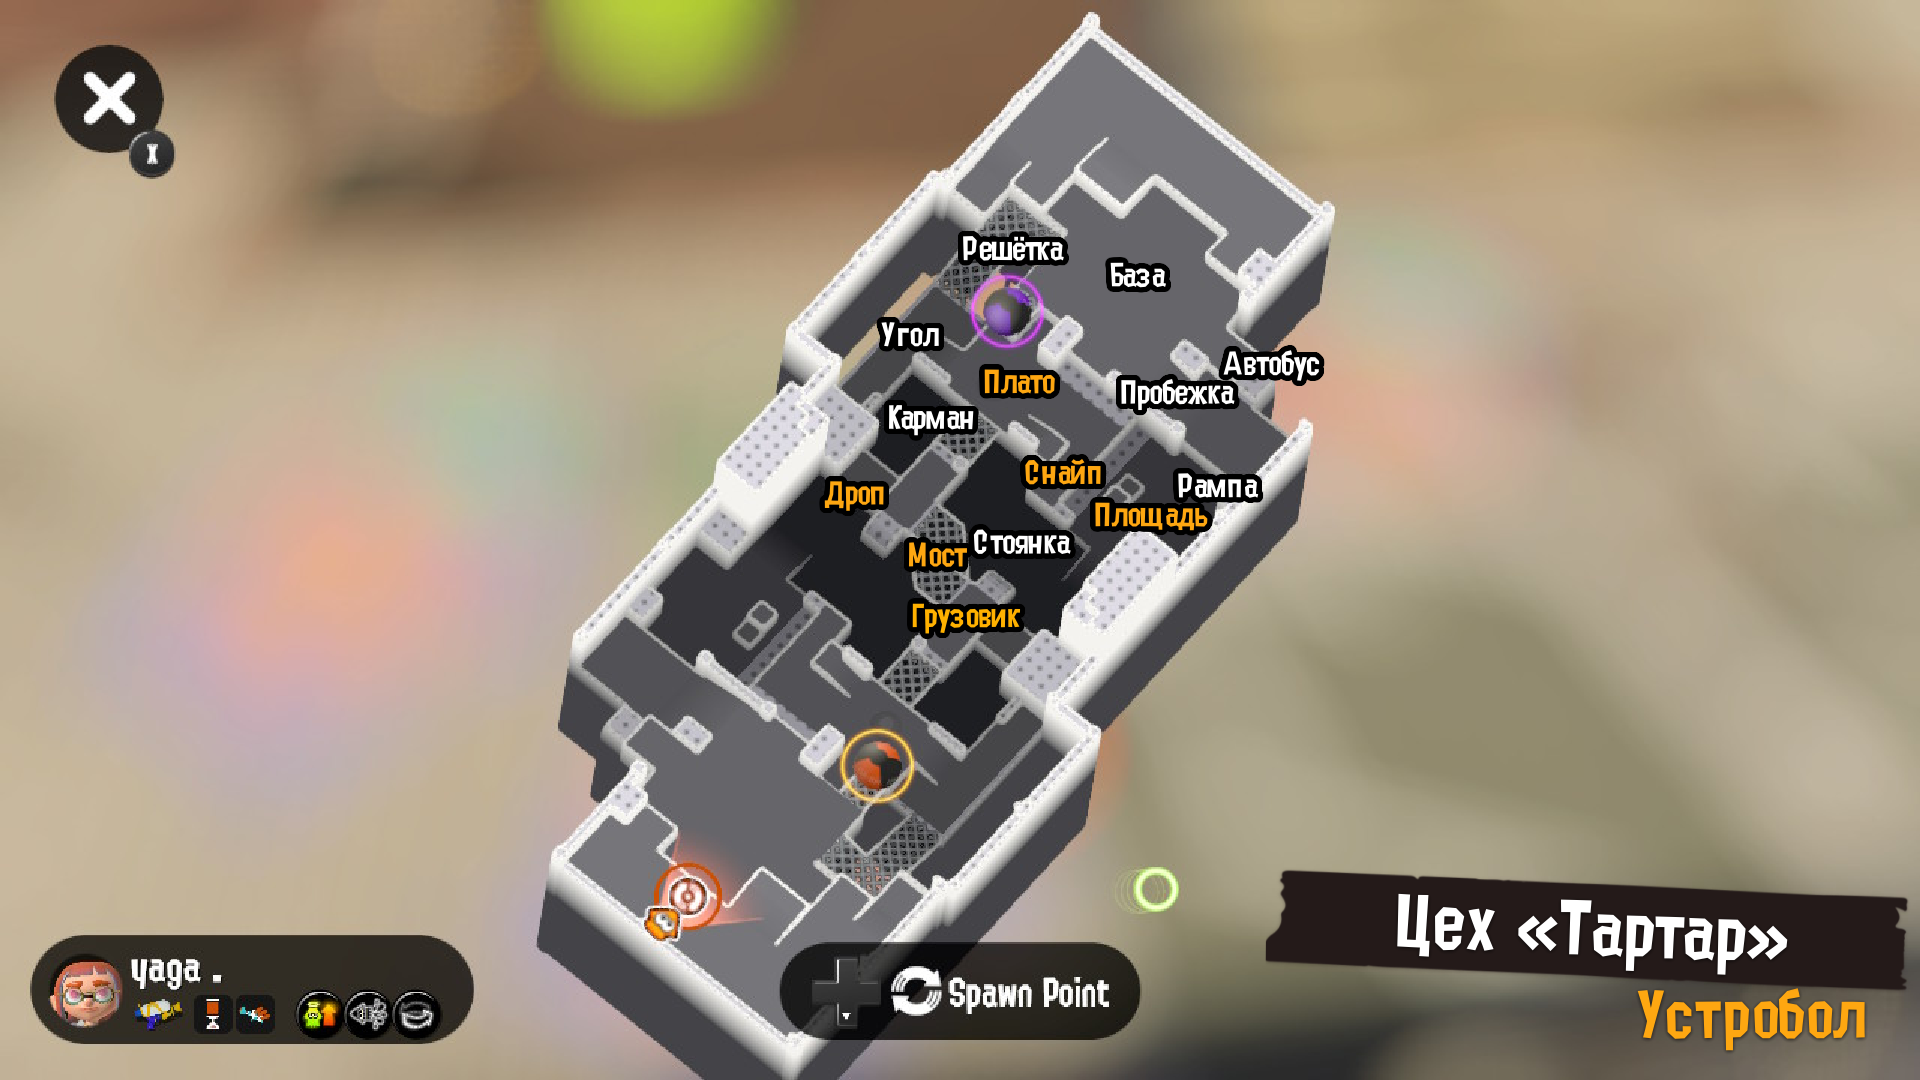 Решётка
База
Угол
Автобус
Плато
Пробежка
Карман
Снайп
Рампа
Дроп
Площадь
Стоянка
Мост
Грузовик
Цех «Тартар»
Устробол
yaga .
Spawn Point